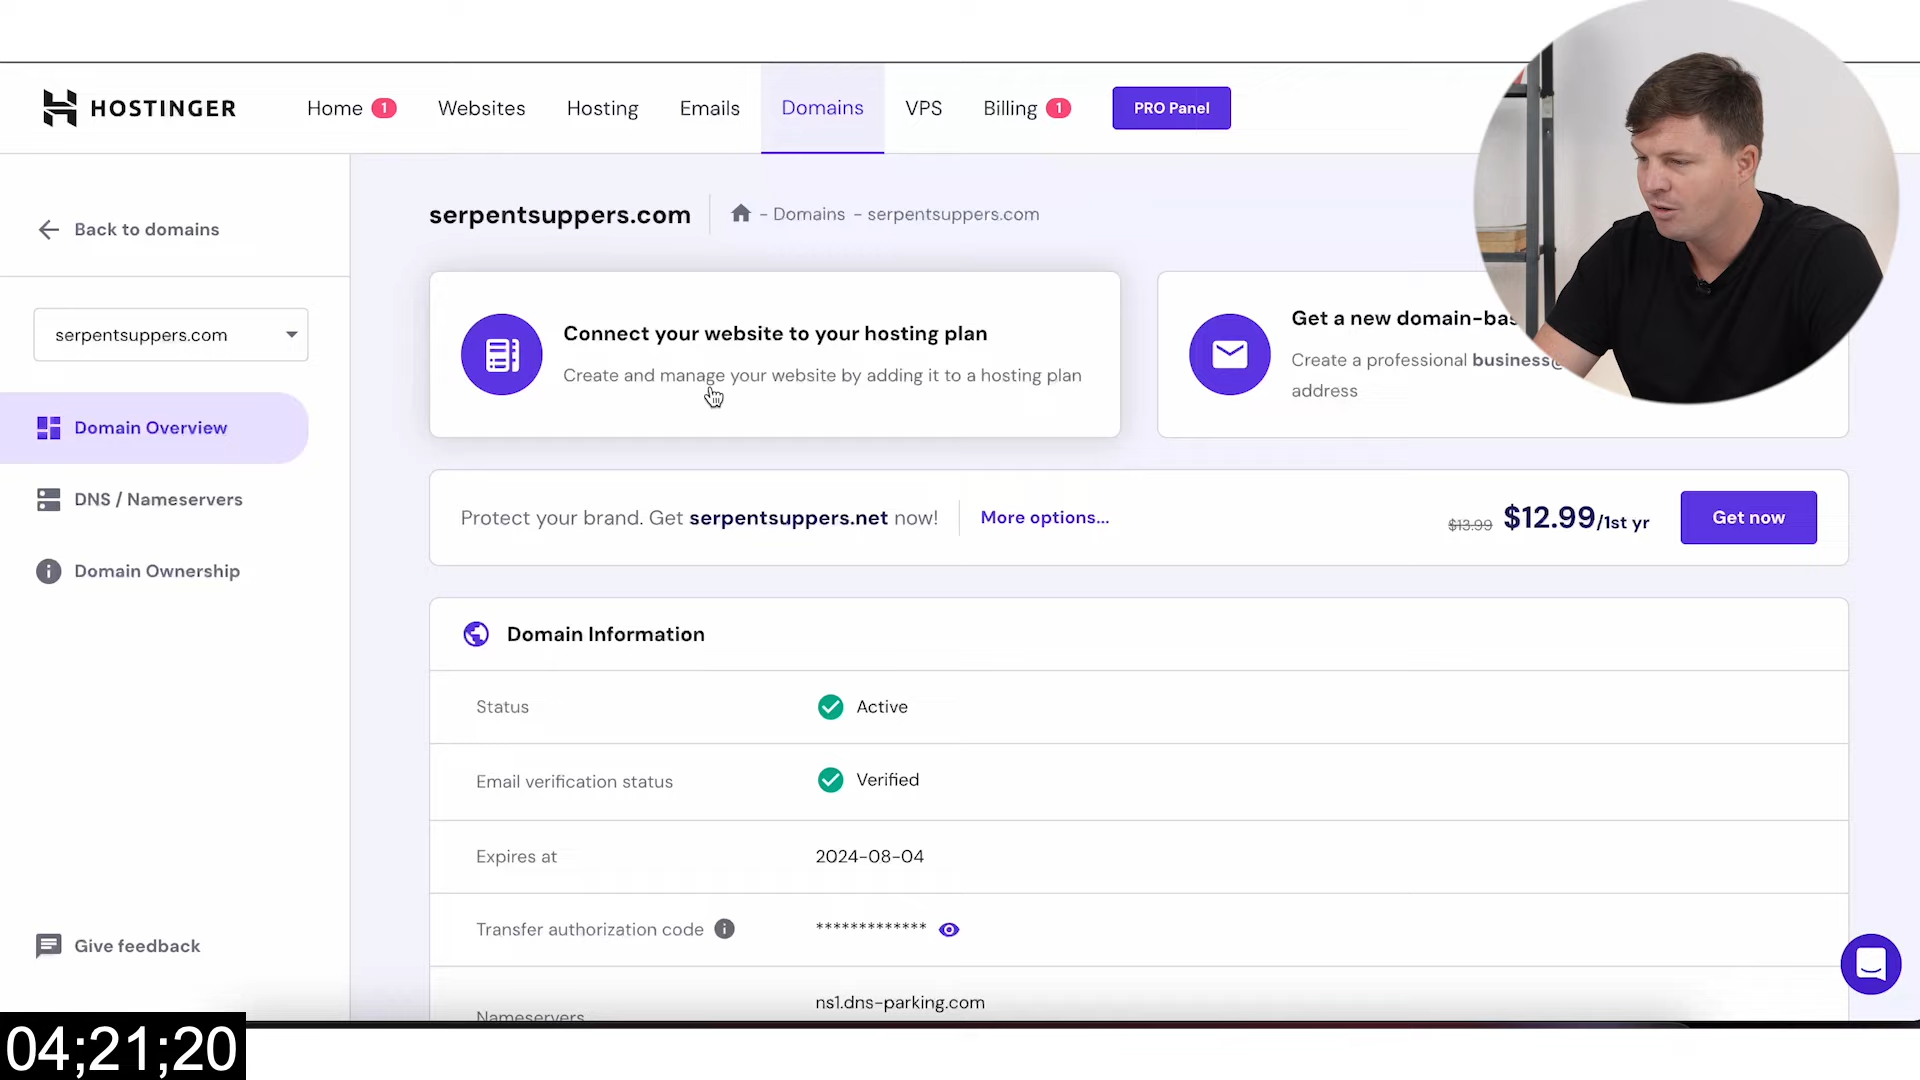 HOSTINGER
Home 1
Websites
Hosting
Emails
Domains
VPS
Billing 1
PRO Panel
Back to domains
serpentsuppers.com
Domain Overview
DNS / Nameservers
Domain Ownership
Give feedback
serpentsuppers.com
- Domains - serpentsuppers.com
Connect your website to your hosting plan
Create and manage your website by adding it to a hosting plan
Get a new domain-bas
Create a professional business@
address
Protect your brand. Get serpentsuppers.net now!
More options...
$13.99 $12.99/1st yr
Get now
Domain Information
Status
Active
Email verification status
Verified
Expires at
2024-08-04
Transfer authorization code
*************
Nameservers
ns1.dns-parking.com
04;21;20